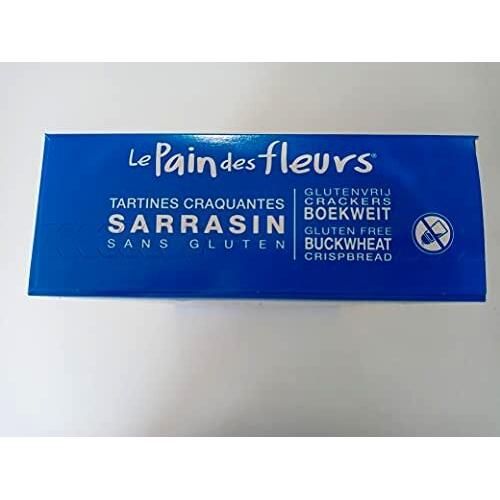 Le Pain des fleurs®
TARTINES CRAQUANTES
SARRASIN
SANS GLUTEN
GLUTENVRIJ
CRACKERS
BOEKWEIT
GLUTEN FREE
BUCKWHEAT
CRISPBREAD